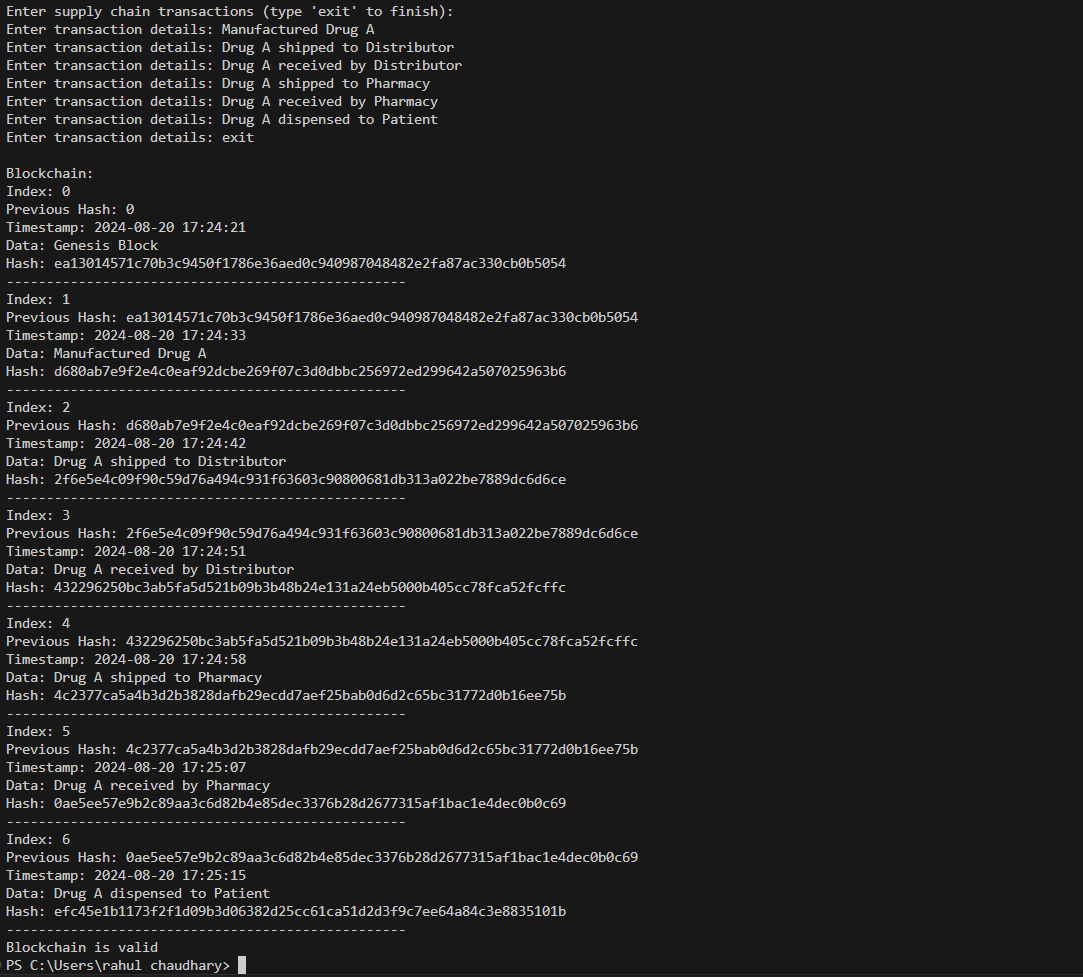 Enter supply chain transactions (type 'exit' to finish):
Enter transaction details: Manufactured Drug A
Enter transaction details: Drug A shipped to Distributor
Enter transaction details: Drug A received by Distributor
Enter transaction details: Drug A shipped to Pharmacy
Enter transaction details: Drug A received by Pharmacy
Enter transaction details: Drug A dispensed to Patient
Enter transaction details: exit
Blockchain:
Index: 0
Previous Hash: 0
Timestamp: 2024-08-20 17:24:21
Data: Genesis Block
Hash: ea13014571c70b3c9450f1786e36aed0c940987048482e2fa87ac330cb0b5054
--------------------------------------------------
Index: 1
Previous Hash: ea13014571c70b3c9450f1786e36aed0c940987048482e2fa87ac330cb0b5054
Timestamp: 2024-08-20 17:24:33
Data: Manufactured Drug A
Hash: d680ab7e9f2e4c0eaf92dcbe269f07c3d0dbbc256972ed299642a507025963b6
--------------------------------------------------
Index: 2
Previous Hash: d680ab7e9f2e4c0eaf92dcbe269f07c3d0dbbc256972ed299642a507025963b6
Timestamp: 2024-08-20 17:24:42
Data: Drug A shipped to Distributor
Hash: 2f6e5e4c09f90c59d76a494c931f63603c90800681db313a022be7889dc6d6ce
--------------------------------------------------
Index: 3
Previous Hash: 2f6e5e4c09f90c59d76a494c931f63603c90800681db313a022be7889dc6d6ce
Timestamp: 2024-08-20 17:24:51
Data: Drug A received by Distributor
Hash: 432296250bc3ab5fa5d521b09b3b48b24e131a24eb5000b405cc78fca52fcffc
--------------------------------------------------
Index: 4
Previous Hash: 432296250bc3ab5fa5d521b09b3b48b24e131a24eb5000b405cc78fca52fcffc
Timestamp: 2024-08-20 17:24:58
Data: Drug A shipped to Pharmacy
Hash: 4c2377ca5a4b3d2b3828dafb29ecdd7aef25bab0d6d2c65bc31772d0b16ee75b
--------------------------------------------------
Index: 5
Previous Hash: 4c2377ca5a4b3d2b3828dafb29ecdd7aef25bab0d6d2c65bc31772d0b16ee75b
Timestamp: 2024-08-20 17:25:07
Data: Drug A received by Pharmacy
Hash: 0ae5ee57e9b2c89aa3c6d82b4e85dec3376b28d2677315af1bac1e4dec0b0c69
--------------------------------------------------
Index: 6
Previous Hash: 0ae5ee57e9b2c89aa3c6d82b4e85dec3376b28d2677315af1bac1e4dec0b0c69
Timestamp: 2024-08-20 17:25:15
Data: Drug A dispensed to Patient
Hash: efc45e1b1173f2f1d09b3d06382d25cc61ca51d2d3f9c7ee64a84c3e8835101b
--------------------------------------------------
Blockchain is valid
PS C:\Users\rahul chaudhary>